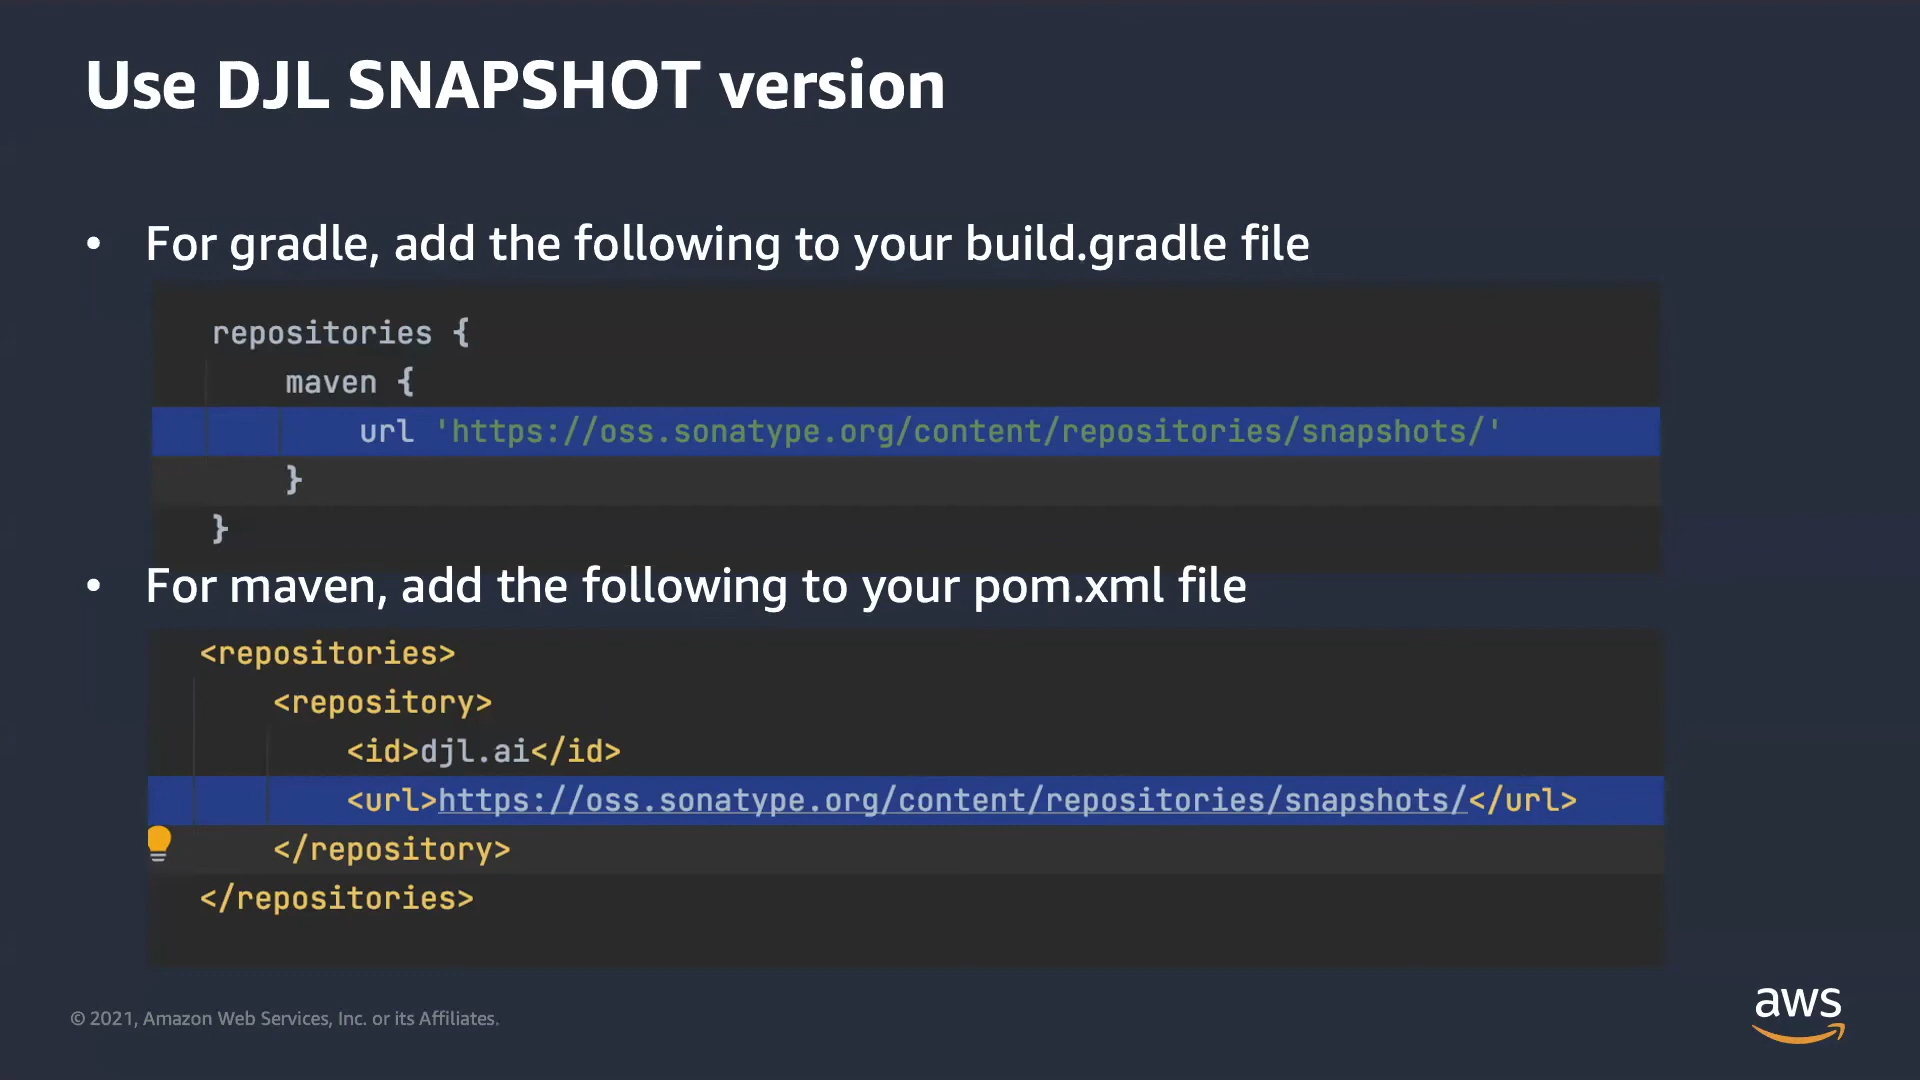 Use DJL SNAPSHOT version
• For gradle, add the following to your build.gradle file
repositories {
maven {
url 'https://oss.sonatype.org/content/repositories/snapshots/'
}
}
• For maven, add the following to your pom.xml file
<repositories>
<repository>
<id>djl.ai</id>
<url>https://oss.sonatype.org/content/repositories/snapshots/</url>
</repository>
</repositories>
© 2021, Amazon Web Services, Inc. or its Affiliates.
aws